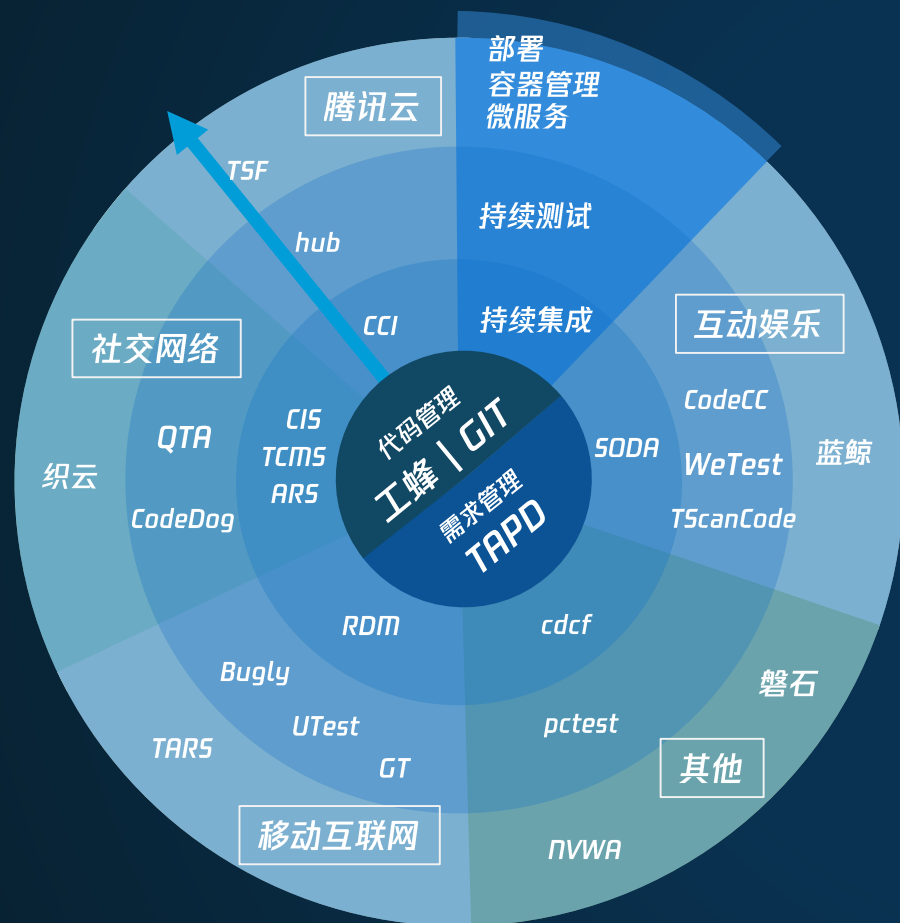 部署
容器管理
微服务
腾讯云
TSF
持续测试
hub
持续集成
CCI
互动娱乐
社交网络
CodeCC
CIS
QTA
TCMS
ARS
织云
CodeDog
代码管理
工蜂 | GIT
需求管理
TAPD
SODA
WeTest
蓝鲸
TScanCode
RDM
cdcf
Bugly
磐石
UTest
pctest
TARS
GT
其他
移动互联网
NVWA